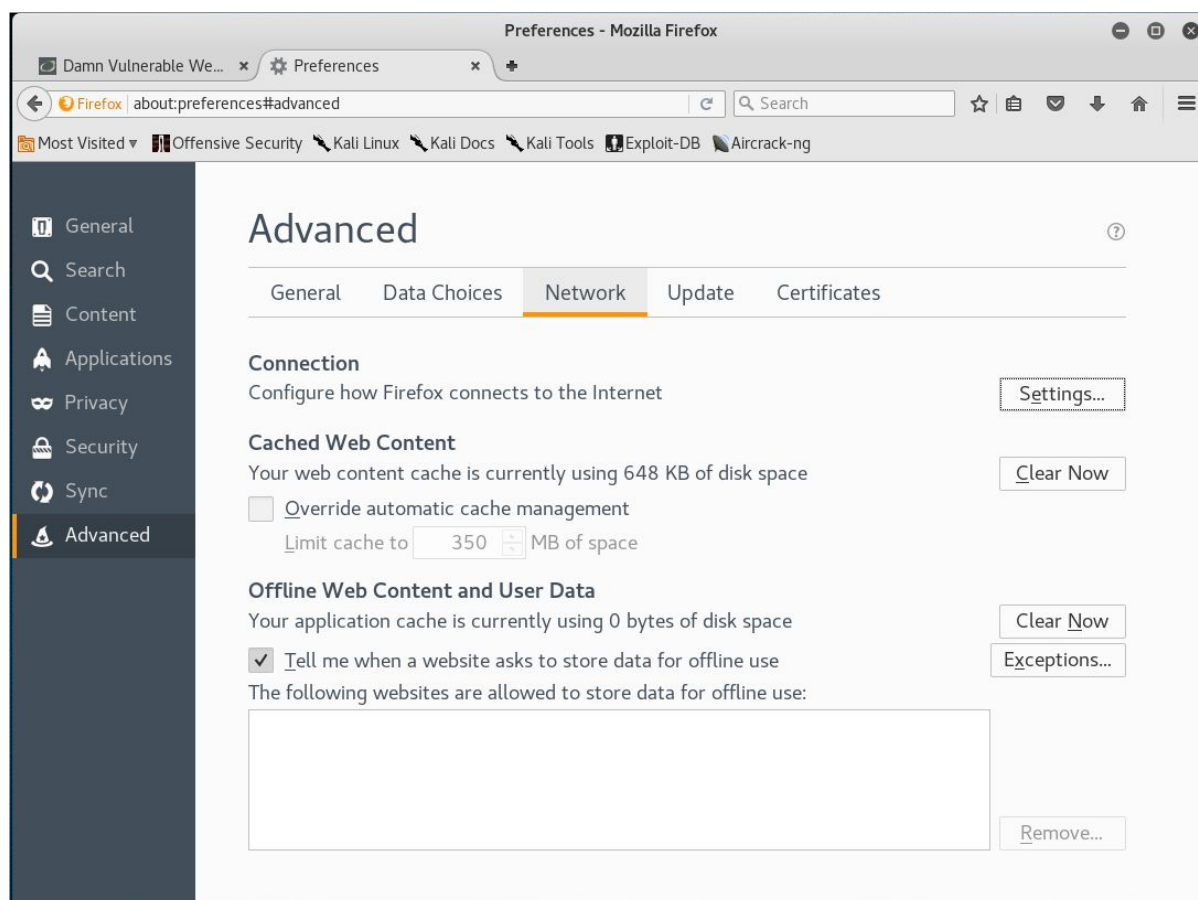 Preferences - Mozilla Firefox
Damn Vulnerable We...
Preferences
Firefox about:preferences#advanced
Search
Most Visited Offensive Security Kali Linux Kali Docs Kali Tools Exploit-DB Aircrack-ng
General
Search
Content
Applications
Privacy
Security
Sync
Advanced
Advanced
General Data Choices Network Update Certificates
Connection
Configure how Firefox connects to the Internet
Settings...
Cached Web Content
Your web content cache is currently using 648 KB of disk space
Clear Now
Override automatic cache management
Limit cache to 350 MB of space
Offline Web Content and User Data
Your application cache is currently using 0 bytes of disk space
Clear Now
Tell me when a website asks to store data for offline use
Exceptions...
The following websites are allowed to store data for offline use:
Remove...